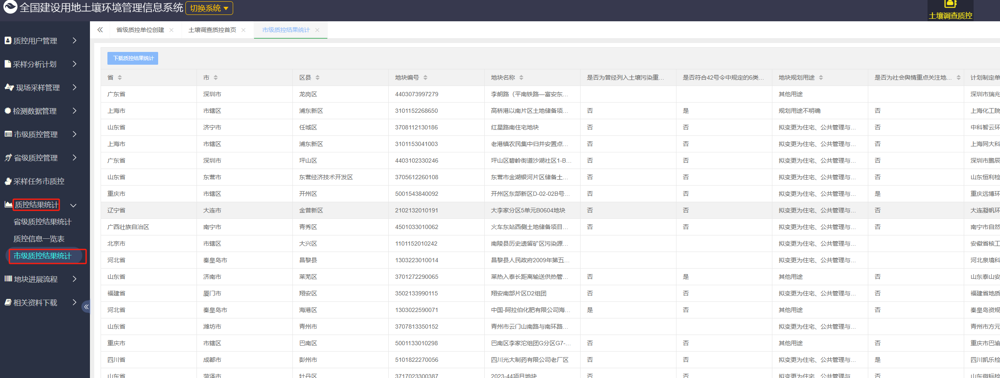 全国建设用地土壤环境管理信息系统 切换系统
土壤调查质控
质控用户管理
采样分析计划
现场采样管理
检测数据管理
市级质控管理
省级质控管理
采样任务市质控
质控结果统计
省级质控结果统计
质控信息一览表
市级质控结果统计
地块进展流程
相关资料下载
省级质控单位创建 土壤调查质控首页 市级质控结果统计
下载质控结果统计
省 市 区县 地块编号 地块名称 是否为曾经列入土壤污染重... 是否符合42号令中规定的6类... 地块规划用途 是否为社会舆情重点关注地... 计划制定单
广东省 深圳市 龙岗区 4403073997279 李朗路（平南铁路—富安东... 其他用途 深圳市瑞兆
上海市 市辖区 浦东新区 3101152268650 高桥港以南片区土地储备项... 否 是 规划用途不明确 否 上海化工院
山东省 济宁市 任城区 3708112130186 红星路南住宅地块 否 否 拟变更为住宅、公共管理与... 否 中科智云环
上海市 市辖区 浦东新区 3101153041003 老港镇农民集中归并安置点... 否 否 拟变更为住宅、公共管理与... 否 上海同大科
广东省 深圳市 坪山区 4403102330246 坪山区碧岭街道沙湖社区1-B... 否 否 拟变更为住宅、公共管理与... 否 深圳市鹏辰
山东省 东营市 东营经济技术开发区 3705612260108 东营市金湖银河片区储备土... 否 否 拟变更为住宅、公共管理与... 否 山东恒利检
重庆市 市辖区 开州区 5001543840092 开州区东部新区D-02-02B号... 否 否 拟变更为住宅、公共管理与... 是 重庆远博环
辽宁省 大连市 金普新区 2102132010191 大李家分区5单元B0604地块 否 否 拟变更为住宅、公共管理与... 否 大连凝帆环
广西壮族自治区 南宁市 青秀区 4501033010062 火车东站西侧土地储备项目... 否 否 拟变更为住宅、公共管理与... 否 南宁市自然
北京市 市辖区 大兴区 1101152010242 南陵县历史遗留矿区污染源... 拟变更为住宅、公共管理与... 安徽省核工
河北省 秦皇岛市 昌黎县 1303223010014 昌黎县人民政府2009年第五... 拟变更为住宅、公共管理与... 河北泉境科
山东省 济南市 莱芜区 3701272290065 莱热入泰长距离输送供热管... 否 是 其他用途 否 山东泰山安
福建省 厦门市 翔安区 3502133990115 翔安南部片区D2组团 否 否 拟变更为住宅、公共管理与... 否 福建省地质
河北省 秦皇岛市 海港区 1303022590071 中国-阿拉伯化肥有限公司海... 是 否 其他用途 否 秦皇岛资规
山东省 潍坊市 青州市 3707813350152 青州市云门山南路与南环路... 拟变更为住宅、公共管理与... 青州市方元
重庆市 市辖区 巴南区 5001133010298 巴南区李家沱组团G分区G7-... 否 否 其他用途 否 重庆市巴渝
四川省 成都市 彭州市 5101822270056 四川光大制药有限公司老厂区 否 否 拟变更为住宅、公共管理与... 是 四川凯乐检
山东省 菏泽市 牡丹区 3717023300387 2023-44项目地块 否 否 拟变更为住宅、公共管理与... 否 山东微标检